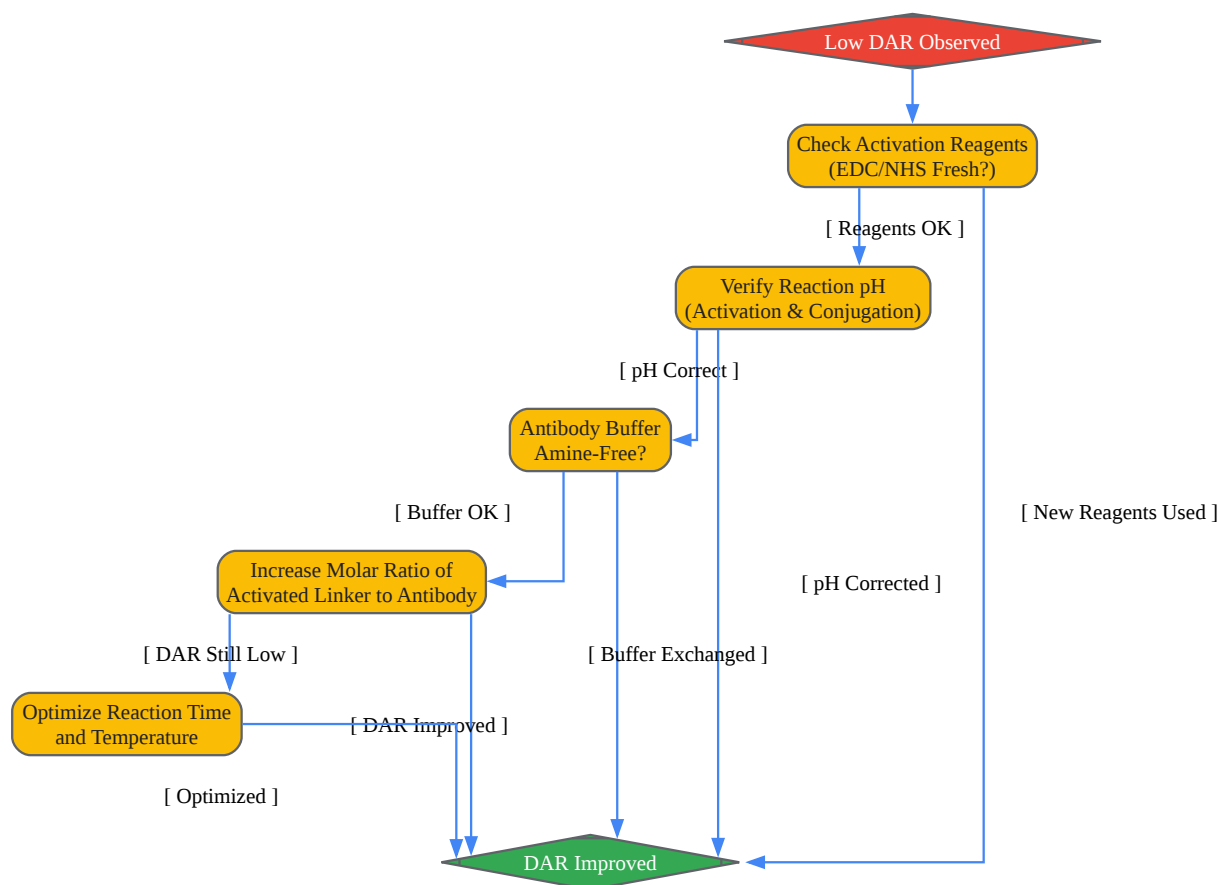 Low DAR Observed
Check Activation Reagents
(EDC/NHS Fresh?)
[ Reagents OK ]
Verify Reaction pH
(Activation & Conjugation)
[ pH Correct ]
Antibody Buffer
Amine-Free?
[ Buffer OK ]
[ New Reagents Used ]
Increase Molar Ratio of
Activated Linker to Antibody
[ pH Corrected ]
[ DAR Still Low ]
[ Buffer Exchanged ]
Optimize Reaction Time
and Temperature
[ DAR Improved ]
[ Optimized ]
DAR Improved